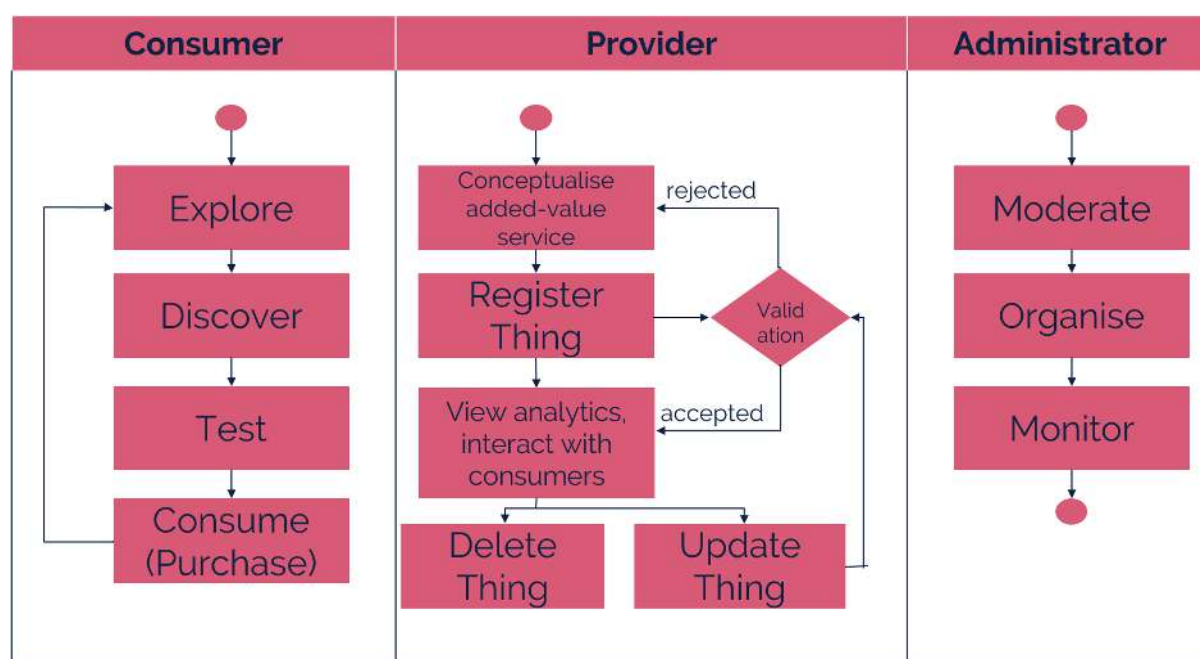 Consumer
Provider
Administrator
Explore
Discover
Test
Consume
(Purchase)
Conceptualise
added-value
service
rejected
Register
Thing
Valid
ation
View analytics,
interact with
consumers
accepted
Delete
Thing
Update
Thing
Moderate
Organise
Monitor